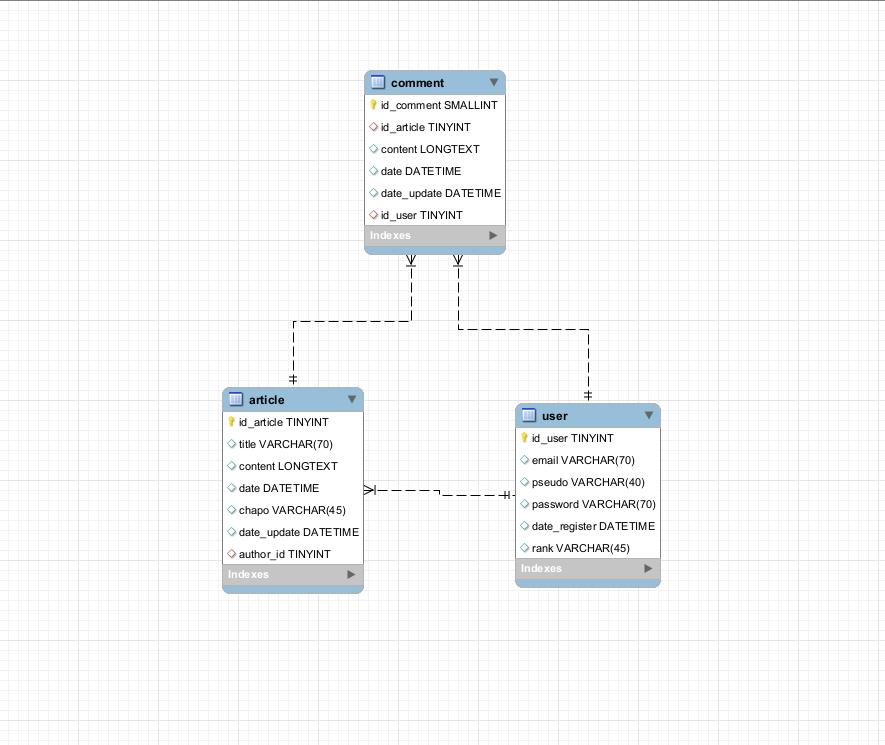 comment
id_comment SMALLINT
id_article TINYINT
content LONGTEXT
date DATETIME
date_update DATETIME
id_user TINYINT
Indexes
article
id_article TINYINT
title VARCHAR(70)
content LONGTEXT
date DATETIME
chapo VARCHAR(45)
date_update DATETIME
author_id TINYINT
Indexes
user
id_user TINYINT
email VARCHAR(70)
pseudo VARCHAR(40)
password VARCHAR(70)
date_register DATETIME
rank VARCHAR(45)
Indexes